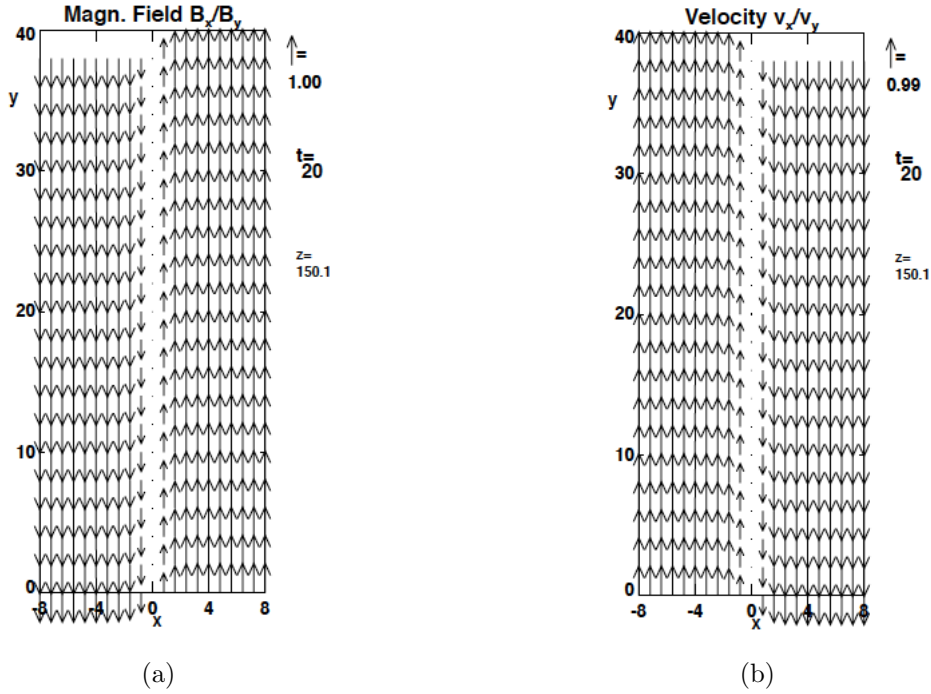 Magn. Field Bx/By
40
30
20
10
0
y
-8
-4
0
4
8
x
=
1.00
t=
20
z=
150.1
(a)
Velocity vx/vy
40
30
20
10
0
y
-8
-4
0
4
8
x
=
0.99
t=
20
z=
150.1
(b)